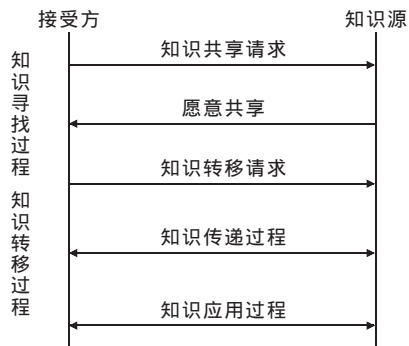 接受方
知识源
知识寻找过程
知识共享请求
愿意共享
知识转移请求
知识转移过程
知识传递过程
知识应用过程